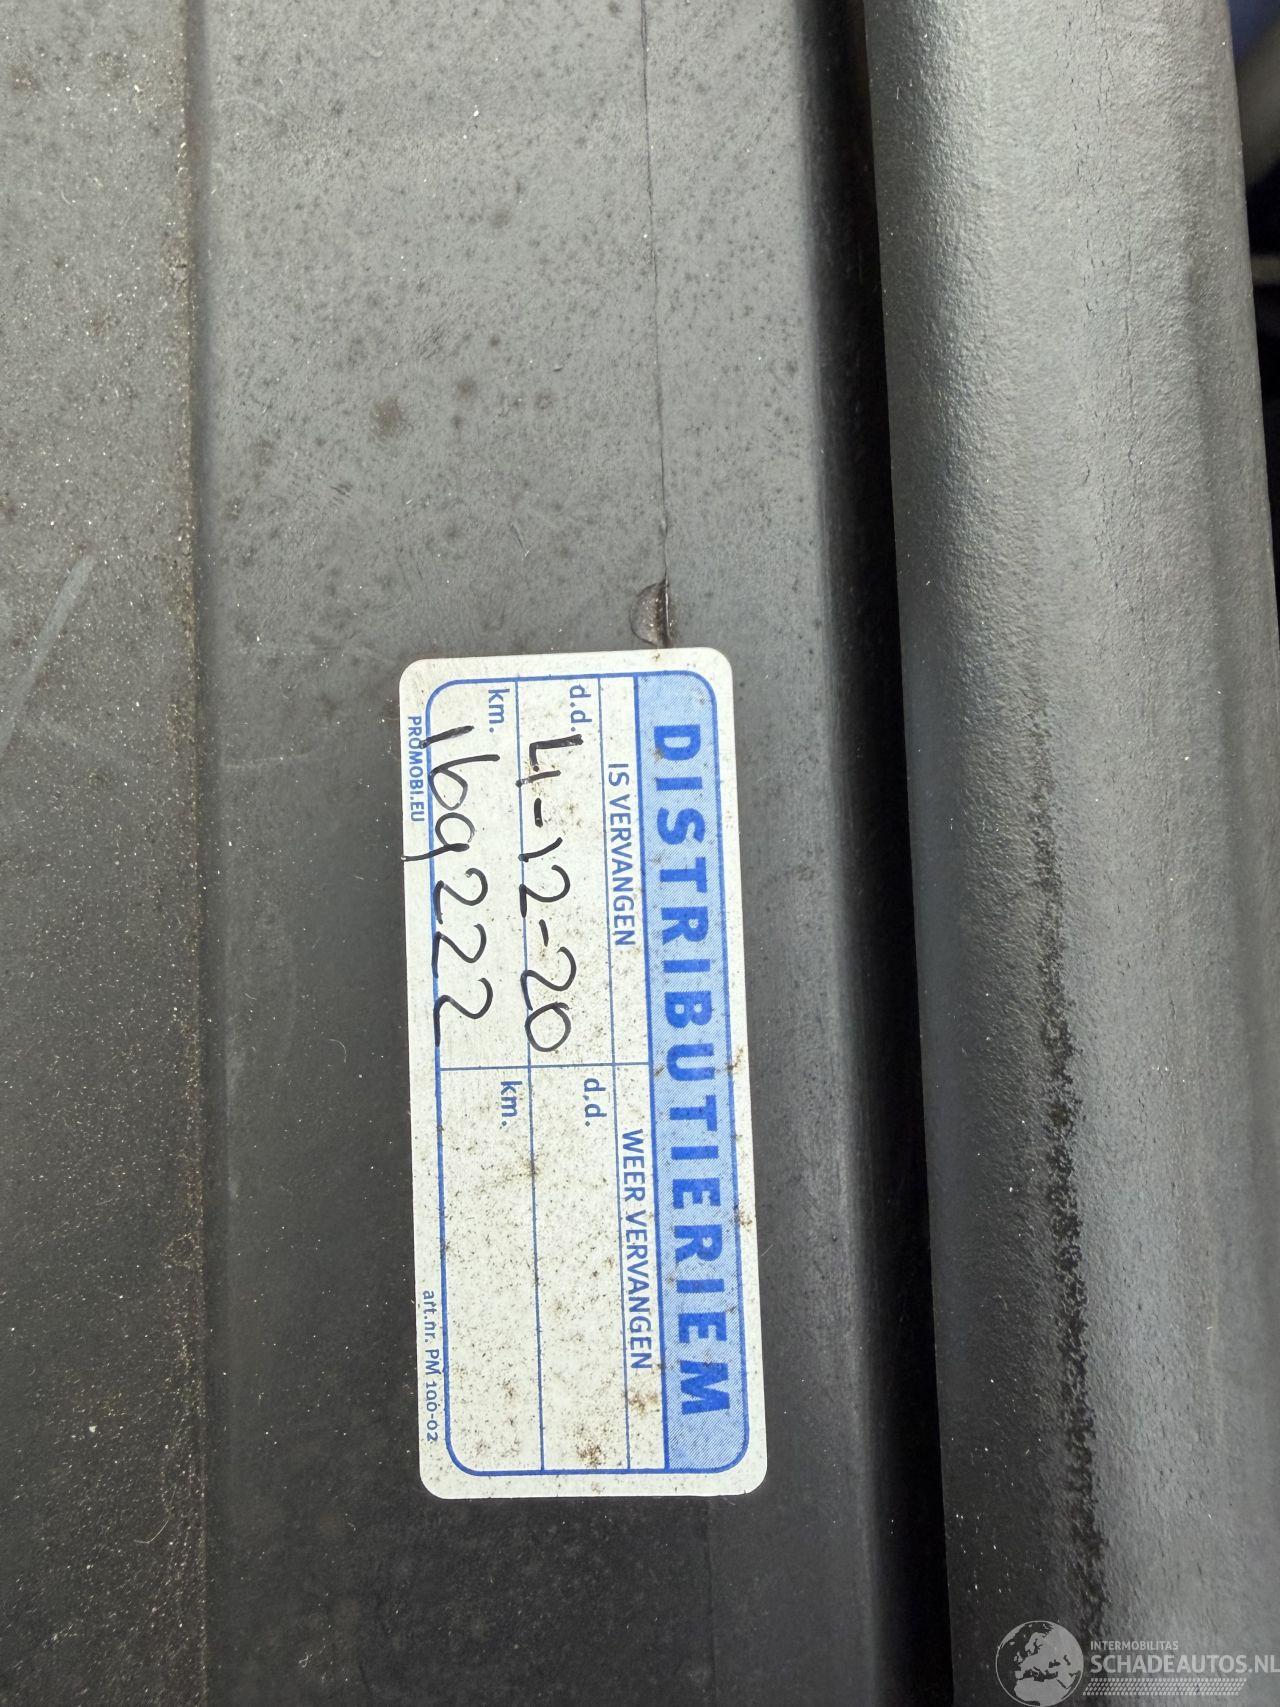 DISTRIBUTIERIEM
IS VERVANGEN
WEER VERVANGEN
d.d. 4-12-20
d.d.
km. 169222
km.
PROMOBI.EU
art.nr. PM 100-02
INTERMOBILITAS
SCHADEAUTOS.NL